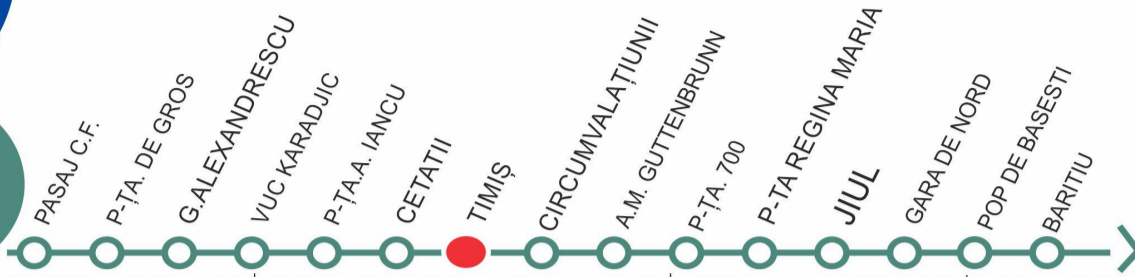 PASAJ C.F.
P-ȚA. DE GROS
G.ALEXANDRESCU
VUC KARADJIC
P-ȚA.A. IANCU
CETATII
TIMIȘ
CIRCUMVALAȚIUNII
A.M. GUTTENBRUNN
P-ȚA. 700
P-TA REGINA MARIA
JIUL
GARA DE NORD
POP DE BASESTI
BARITIU